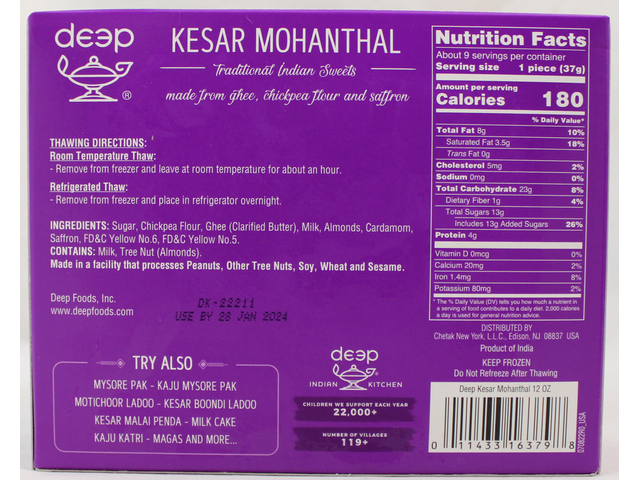 deep
®
KESAR MOHANTHAL
Traditional Indian Sweets
made from ghee, chickpea flour and saffron
THAWING DIRECTIONS:
Room Temperature Thaw:
- Remove from freezer and leave at room temperature for about an hour.
Refrigerated Thaw:
- Remove from freezer and place in refrigerator overnight.
INGREDIENTS: Sugar, Chickpea Flour, Ghee (Clarified Butter), Milk, Almonds, Cardamom,
Saffron, FD&C Yellow No.6, FD&C Yellow No.5.
CONTAINS: Milk, Tree Nut (Almonds).
Made in a facility that processes Peanuts, Other Tree Nuts, Soy, Wheat and Sesame.
Deep Foods, Inc.
www.deepfoods.com
DK-22211
USE BY 28 JAN 2024
TRY ALSO
MYSORE PAK - KAJU MYSORE PAK
MOTICHOOR LADOO - KESAR BOONDI LADOO
KESAR MALAI PENDA - MILK CAKE
KAJU KATRI - MAGAS AND MORE...
deep
INDIAN KITCHEN
CHILDREN WE SUPPORT EACH YEAR
22,000+
NUMBER OF VILLAGES
119+
Nutrition Facts
About 9 servings per container
Serving size 1 piece (37g)
Amount per serving
Calories 180
% Daily Value*
Total Fat 8g 10%
Saturated Fat 3.5g 18%
Trans Fat 0g
Cholesterol 5mg 2%
Sodium 0mg 0%
Total Carbohydrate 23g 8%
Dietary Fiber 1g 4%
Total Sugars 13g
Includes 13g Added Sugars 26%
Protein 4g
Vitamin D 0mcg 0%
Calcium 20mg 2%
Iron 1.4mg 8%
Potassium 80mg 2%
* The % Daily Value (DV) tells you how much a nutrient in
a serving of food contributes to a daily diet. 2,000 calories
a day is used for general nutrition advice.
DISTRIBUTED BY
Chetak New York, L.L.C., Edison, NJ 08837 USA
Product of India
KEEP FROZEN
Do Not Refreeze After Thawing
Deep Kesar Mohanthal 12 OZ
0 11433 16379 8
070822R0_USA